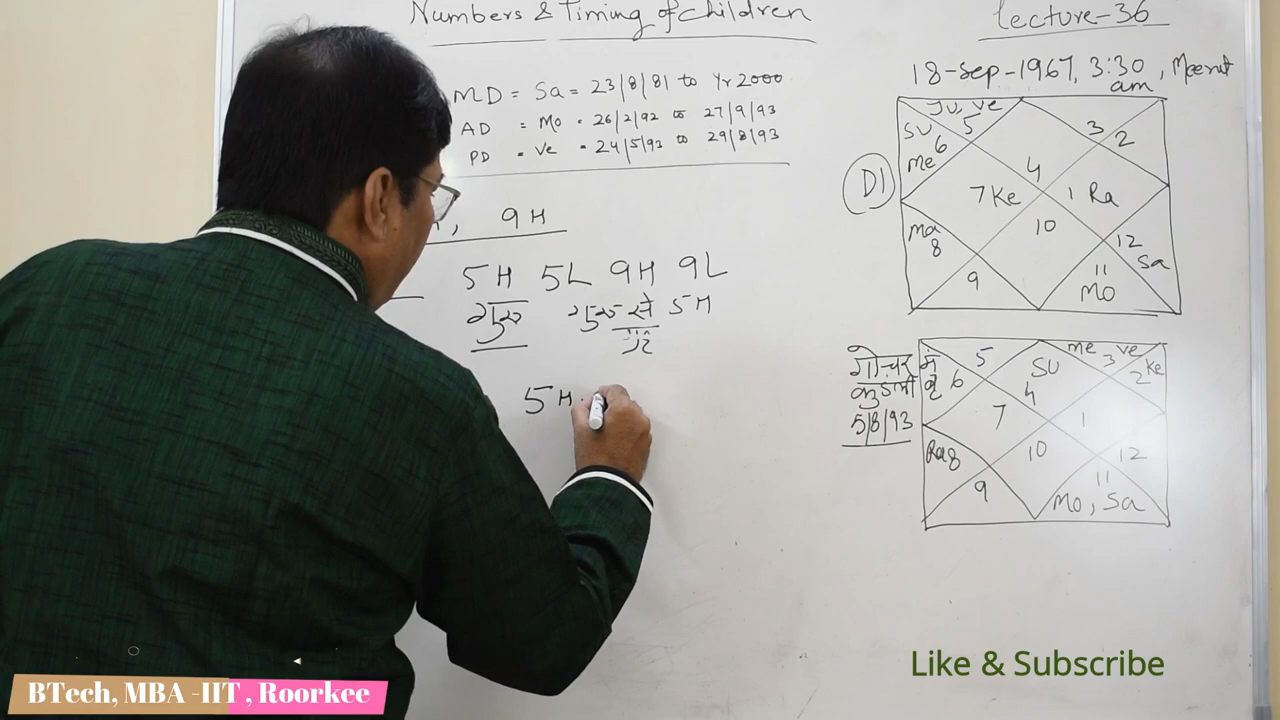 Numbers & Timing of children
lecture-36
MD = Sa = 23/8/81 to Yr 2000
AD = Mo = 26/2/92 to 27/9/93
PD = Ve = 24/5/93 to 29/8/93
, 9H
5H 5L 9H 9L
गुरु गुरु से 5H
5H
18-Sep-1967, 3:30 am, Meerut
D1
Ju, Ve
Su 6 5 3 2
Me
4
7 Ke 1 Ra
Ma 8 10 12 Sa
9 11
Mo
गोचर में
5/8/93
5 Su Me 3 Ve 2 Ke
6 4
7 1
Ra 8 10 12
9 11
Mo, Sa
Like & Subscribe
BTech, MBA -IIT , Roorkee